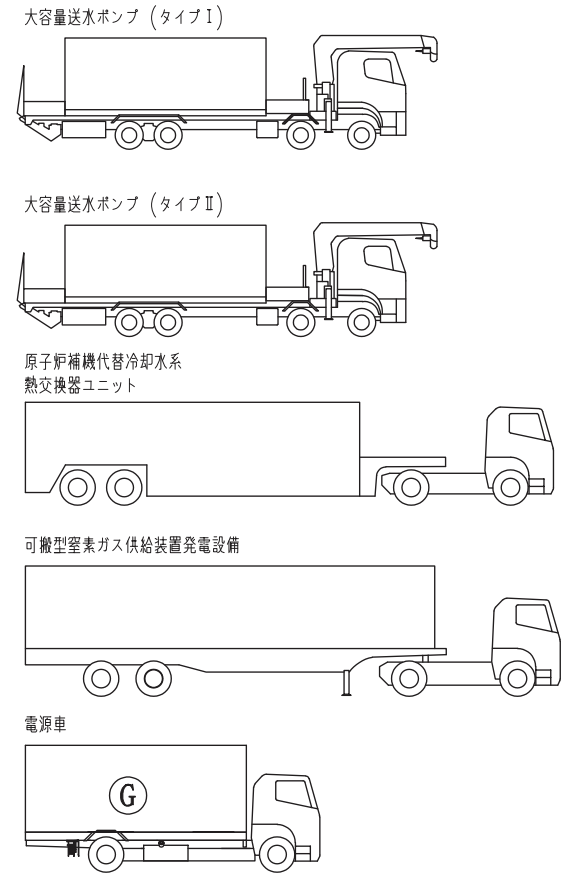 大容量送水ポンプ（タイプⅠ）
大容量送水ポンプ（タイプⅡ）
原子炉補機代替冷却水系
熱交換器ユニット
可搬型窒素ガス供給装置発電設備
電源車
G